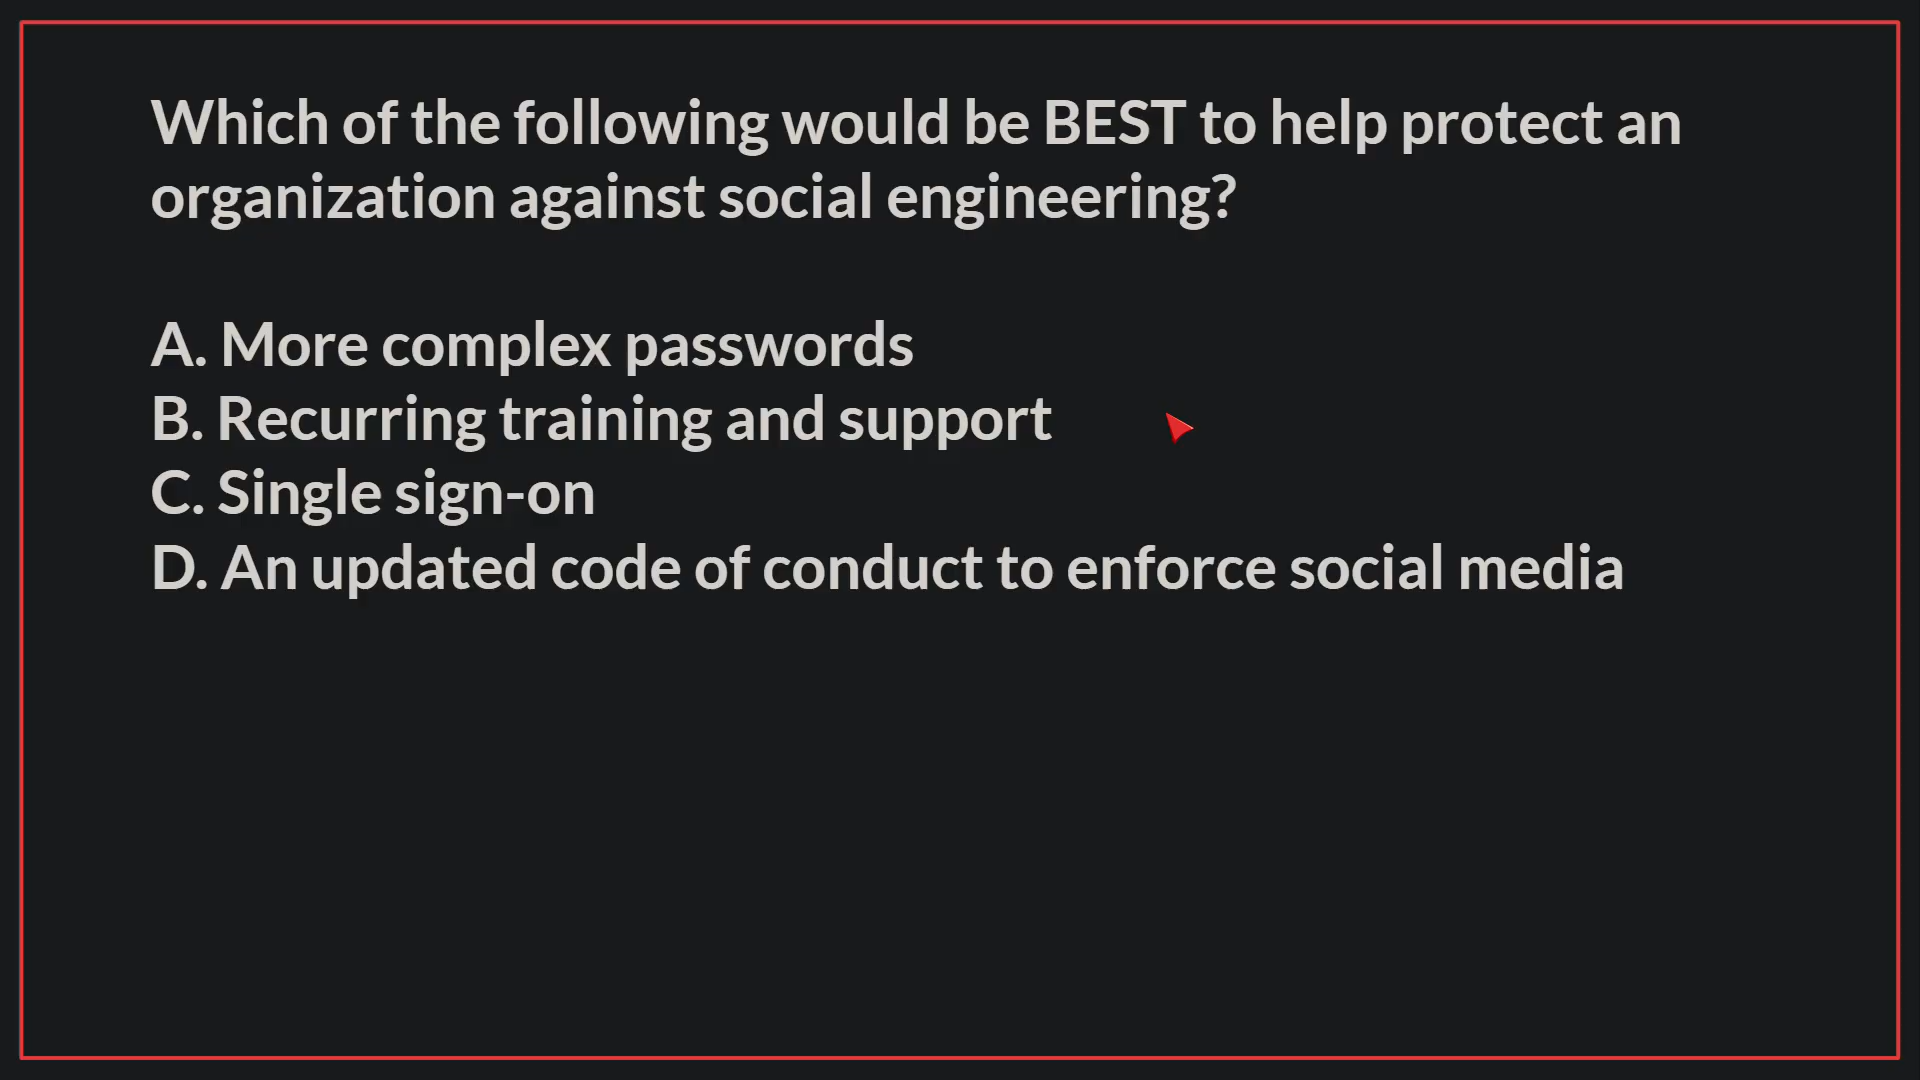 Which of the following would be BEST to help protect an
organization against social engineering?
A. More complex passwords
B. Recurring training and support
C. Single sign-on
D. An updated code of conduct to enforce social media